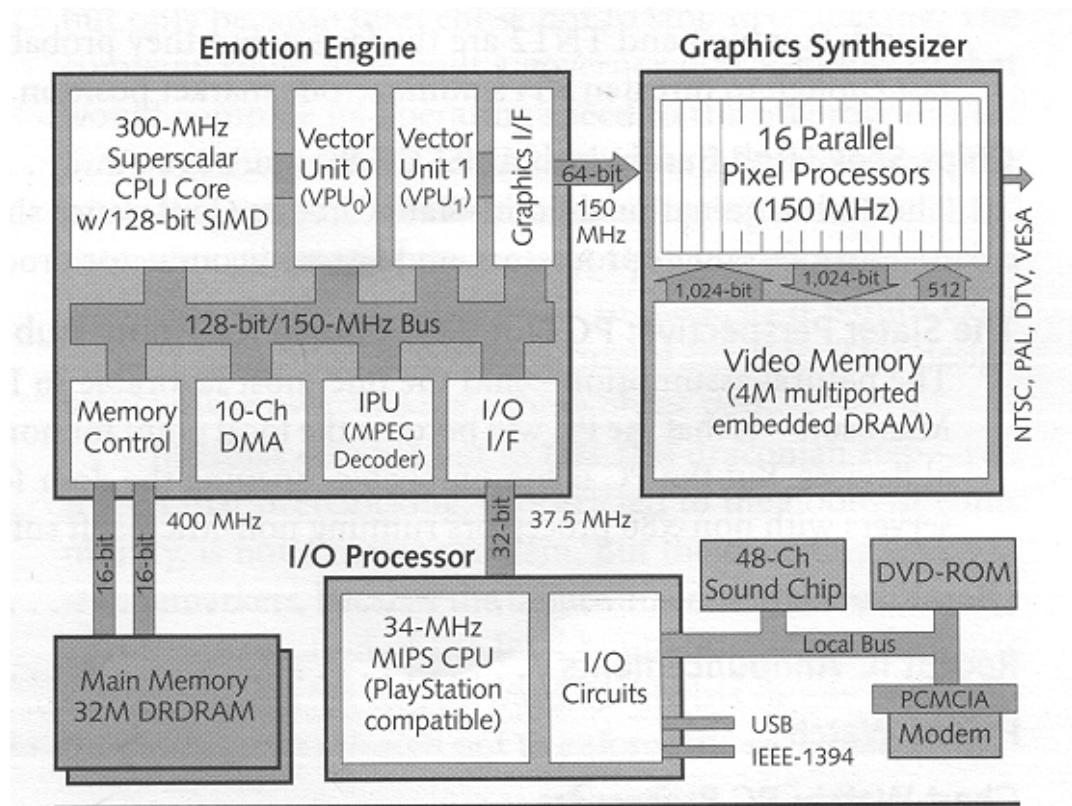 Emotion Engine
Graphics Synthesizer
300-MHz
Superscalar
CPU Core
w/128-bit SIMD
Vector
Unit 0
(VPU0)
Vector
Unit 1
(VPU1)
Graphics I/F
64-bit
150
MHz
16 Parallel
Pixel Processors
(150 MHz)
NTSC, PAL, DTV, VESA
1,024-bit
1,024-bit
512
128-bit/150-MHz Bus
Video Memory
(4M multiported
embedded DRAM)
Memory
Control
10-Ch
DMA
IPU
(MPEG
Decoder)
I/O
I/F
16-bit
16-bit
400 MHz
32-bit
37.5 MHz
I/O Processor
48-Ch
Sound Chip
DVD-ROM
34-MHz
MIPS CPU
(PlayStation
compatible)
I/O
Circuits
Local Bus
Main Memory
32M DRDRAM
PCMCIA
Modem
USB
IEEE-1394